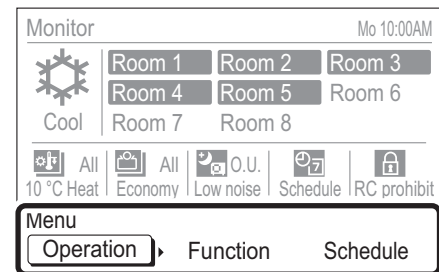 Monitor Mo 10:00AM
Room 1 Room 2 Room 3
Room 4 Room 5 Room 6
Cool Room 7 Room 8
All All O.U. 7
10 °C Heat Economy Low noise Schedule RC prohibit
Menu
Operation Function Schedule